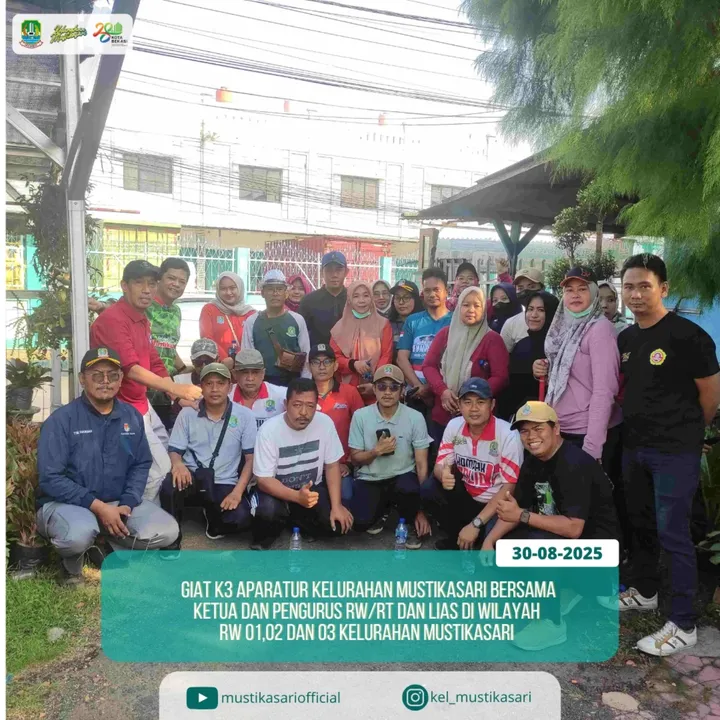 30-08-2025
GIAT K3 APARATUR KELURAHAN MUSTIKASARI BERSAMA
KETUA DAN PENGURUS RW/RT DAN LIAS DI WILAYAH
RW 01,02 DAN 03 KELURAHAN MUSTIKASARI
mustikasariofficial
kel_mustikasari